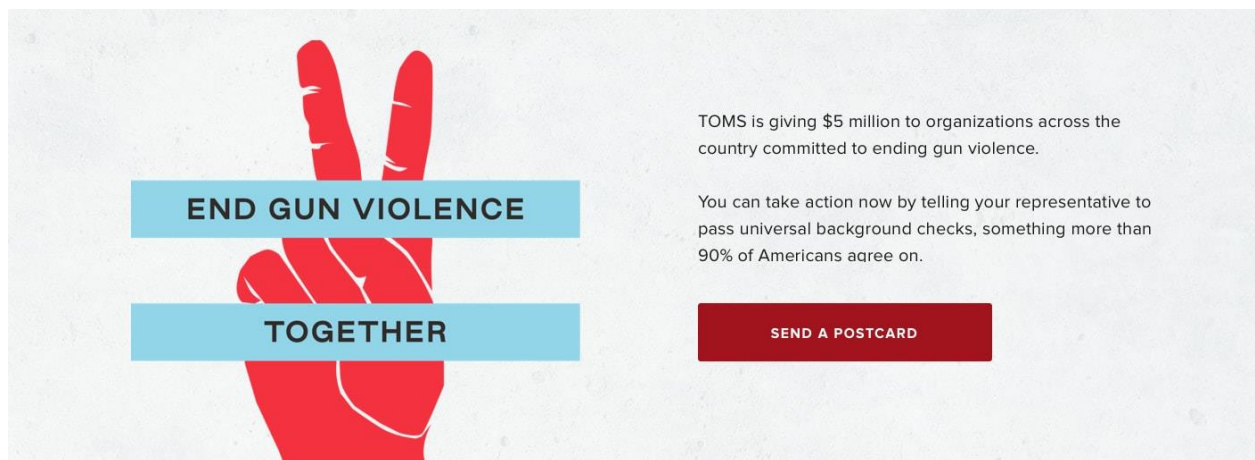 END GUN VIOLENCE
TOGETHER
TOMS is giving $5 million to organizations across the
country committed to ending gun violence.
You can take action now by telling your representative to
pass universal background checks, something more than
90% of Americans agree on.
SEND A POSTCARD